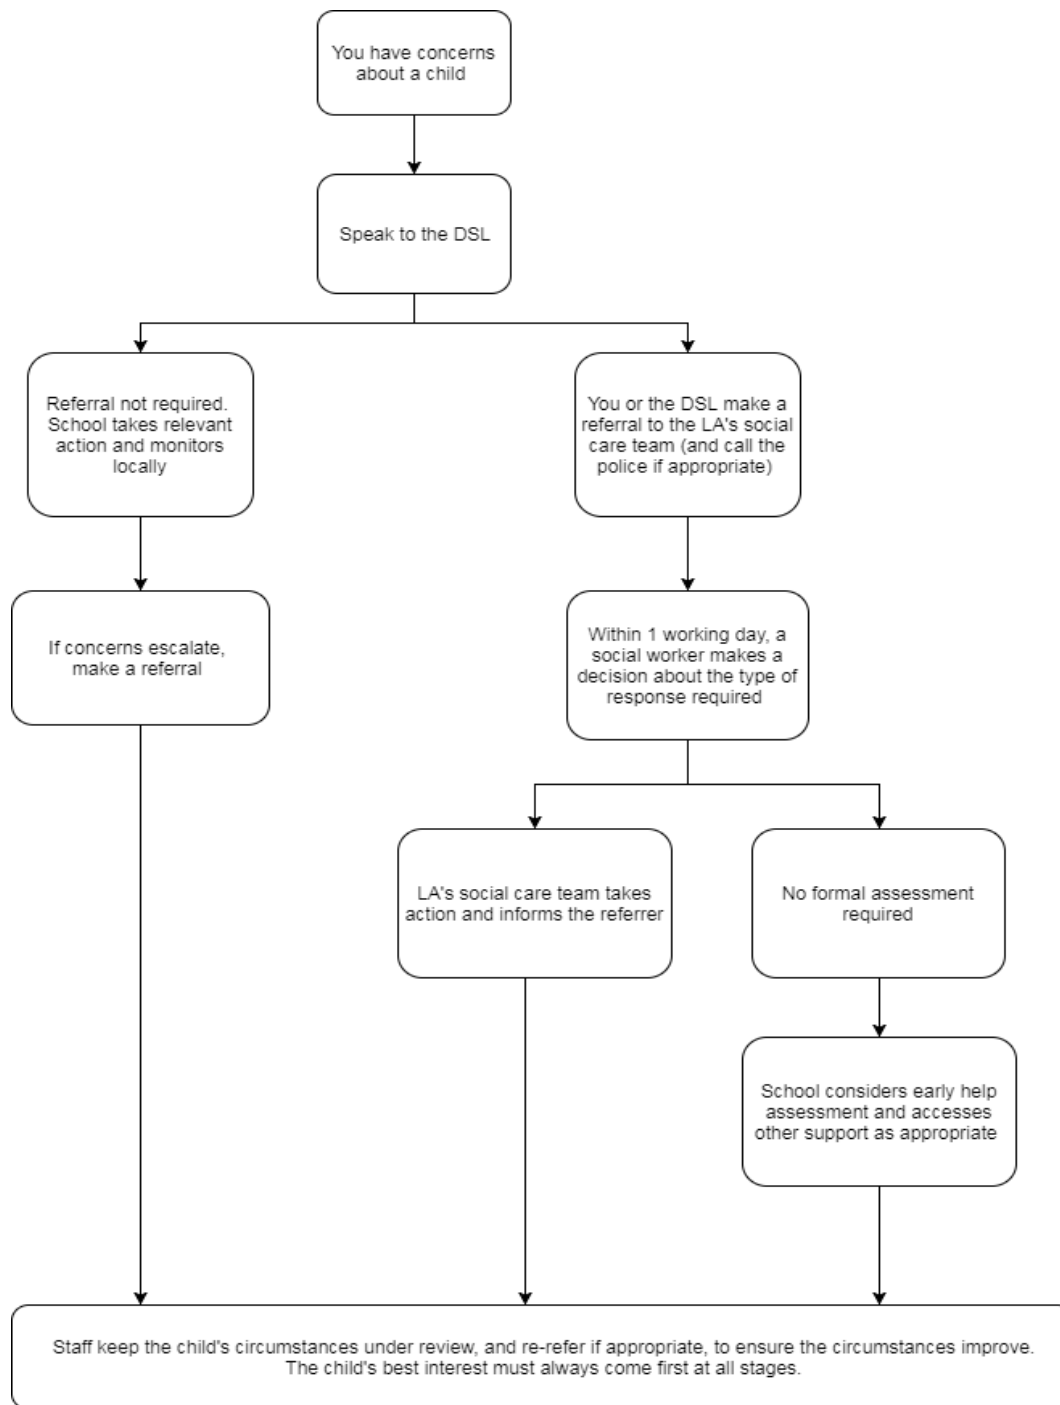 You have concerns
about a child
Speak to the DSL
Referral not required.
School takes relevant
action and monitors
locally
You or the DSL make a
referral to the LA's social
care team (and call the
police if appropriate)
If concerns escalate,
make a referral
Within 1 working day, a
social worker makes a
decision about the type of
response required
LA's social care team takes
action and informs the referrer
No formal assessment
required
School considers early help
assessment and accesses
other support as appropriate
Staff keep the child's circumstances under review, and re-refer if appropriate, to ensure the circumstances improve.
The child's best interest must always come first at all stages.